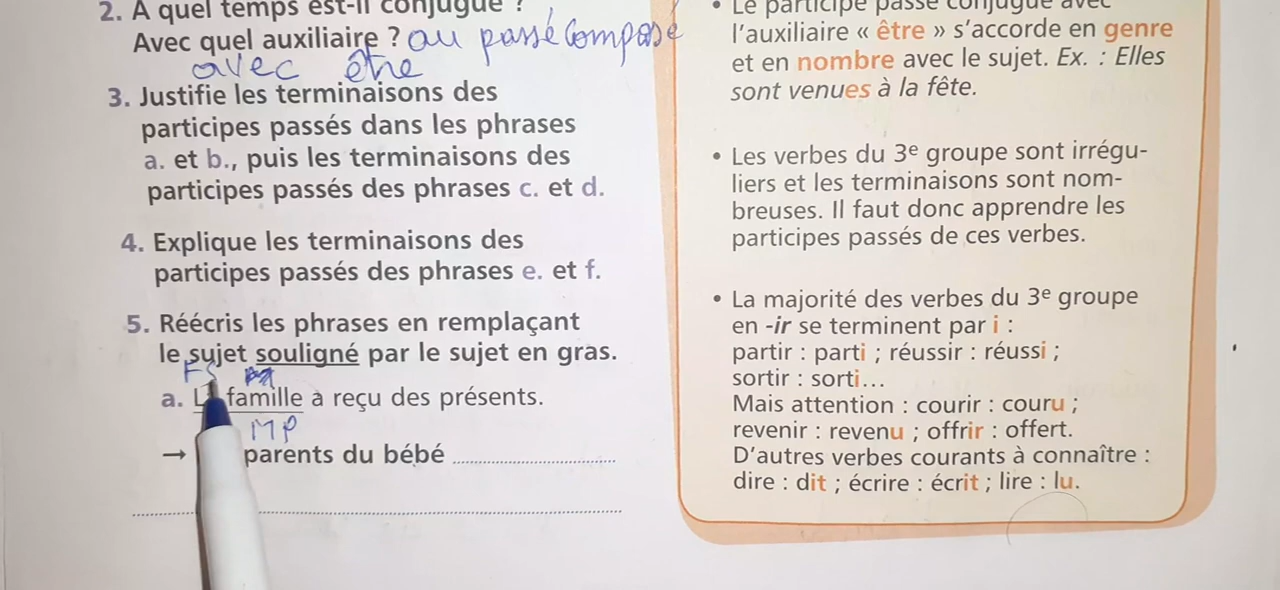 2. A quel temps est-il conjugué ?
Avec quel auxiliaire ? au passé composé
avec être
3. Justifie les terminaisons des
participes passés dans les phrases
a. et b., puis les terminaisons des
participes passés des phrases c. et d.
4. Explique les terminaisons des
participes passés des phrases e. et f.
5. Réécris les phrases en remplaçant
le sujet souligné par le sujet en gras.
FS
a. famille à reçu des présents.
MP
→ parents du bébé
• Le participe passé conjugué avec
l'auxiliaire « être » s'accorde en genre
et en nombre avec le sujet. Ex. : Elles
sont venues à la fête.
• Les verbes du 3e groupe sont irrégu-
liers et les terminaisons sont nom-
breuses. Il faut donc apprendre les
participes passés de ces verbes.
• La majorité des verbes du 3e groupe
en -ir se terminent par i :
partir : parti ; réussir : réussi ;
sortir : sorti...
Mais attention : courir : couru ;
revenir : revenu ; offrir : offert.
D'autres verbes courants à connaître :
dire : dit ; écrire : écrit ; lire : lu.